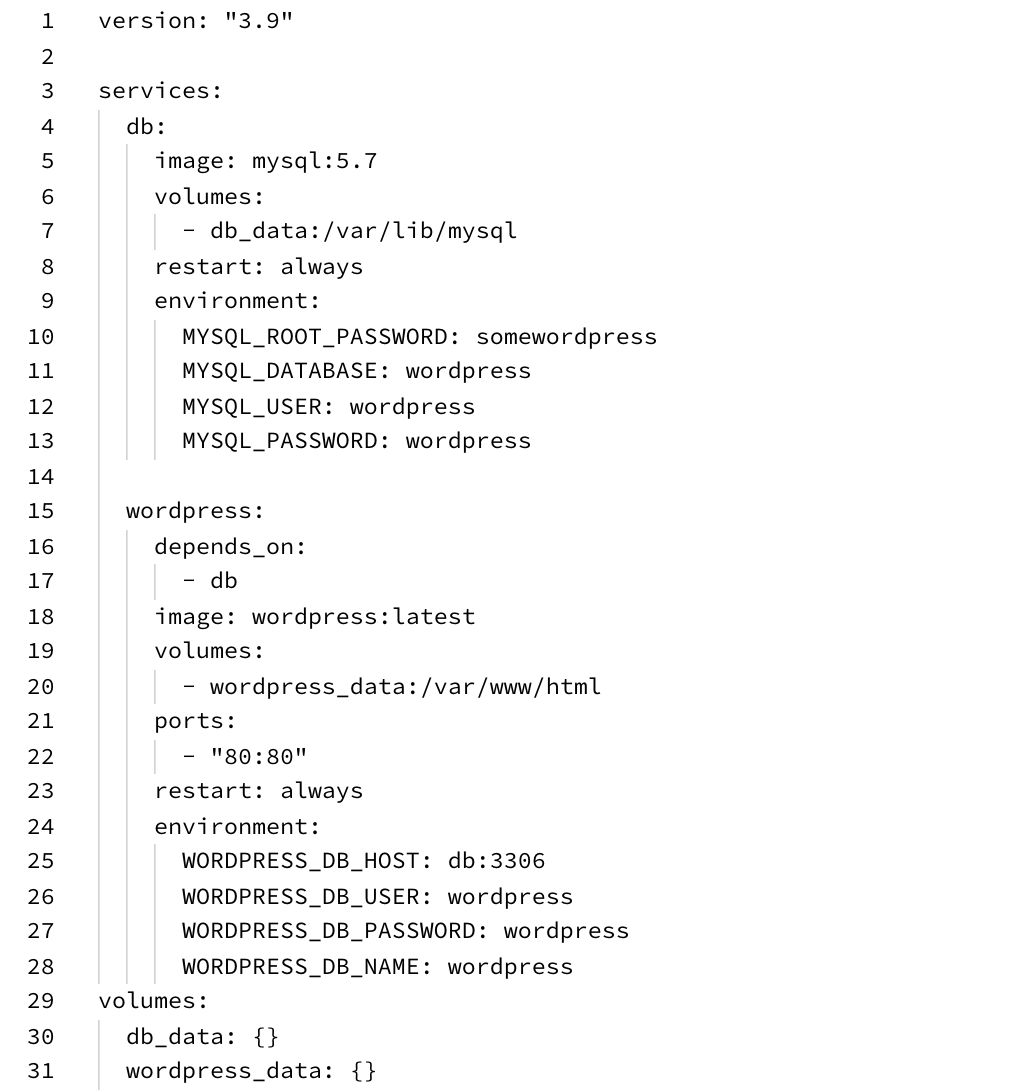 1 version: "3.9"
2
3 services:
4   db:
5     image: mysql:5.7
6     volumes:
7       - db_data:/var/lib/mysql
8     restart: always
9     environment:
10       MYSQL_ROOT_PASSWORD: somewordpress
11       MYSQL_DATABASE: wordpress
12       MYSQL_USER: wordpress
13       MYSQL_PASSWORD: wordpress
14
15   wordpress:
16     depends_on:
17       - db
18     image: wordpress:latest
19     volumes:
20       - wordpress_data:/var/www/html
21     ports:
22       - "80:80"
23     restart: always
24     environment:
25       WORDPRESS_DB_HOST: db:3306
26       WORDPRESS_DB_USER: wordpress
27       WORDPRESS_DB_PASSWORD: wordpress
28       WORDPRESS_DB_NAME: wordpress
29 volumes:
30   db_data: {}
31   wordpress_data: {}